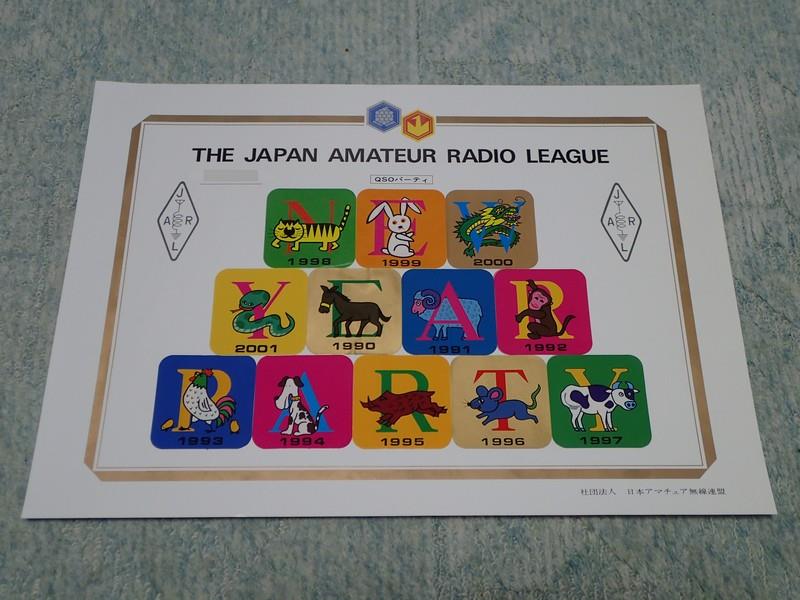 THE JAPAN AMATEUR RADIO LEAGUE
QSOパーティ
J
A R
L
J
A R
L
N E W
1998 1999 2000
Y E A R
2001 1990 1991 1992
P A R T Y
1993 1994 1995 1996 1997
社団法人 日本アマチュア無線連盟